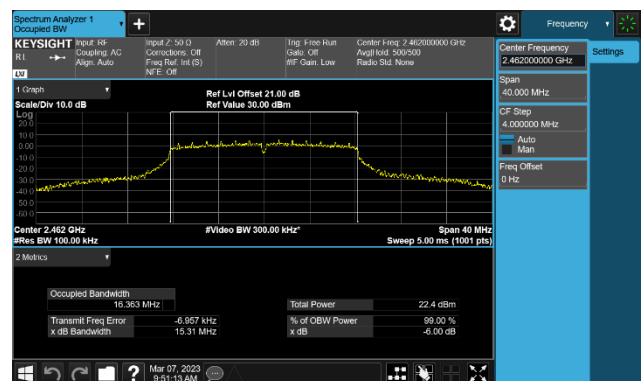 Spectrum Analyzer 1
Occupied BW
Frequency
KEYSIGHT
R L
LXI
Input: RF
Coupling: AC
Align: Auto
Input Z: 50 Ω
Corrections: Off
Freq Ref: Int (S)
NFE: Off
Atten: 20 dB
Trig: Free Run
Gate: Off
#IF Gain: Low
Center Freq: 2.462000000 GHz
Avg|Hold: 500/500
Radio Std: None
Center Frequency
2.462000000 GHz
Settings
Span
40.000 MHz
CF Step
4.000000 MHz
Auto
Man
Freq Offset
0 Hz
1 Graph
Scale/Div 10.0 dB
Ref Lvl Offset 21.00 dB
Ref Value 30.00 dBm
Log
20.0
10.0
0.00
-10.0
-20.0
-30.0
-40.0
-50.0
-60.0
Center 2.462 GHz
#Res BW 100.00 kHz
#Video BW 300.00 kHz*
Span 40 MHz
Sweep 5.00 ms (1001 pts)
2 Metrics
Occupied Bandwidth
16.363 MHz
Total Power 22.4 dBm
Transmit Freq Error -6.957 kHz
% of OBW Power 99.00 %
x dB Bandwidth 15.31 MHz
x dB -6.00 dB
?
Mar 07, 2023
9:51:13 AM